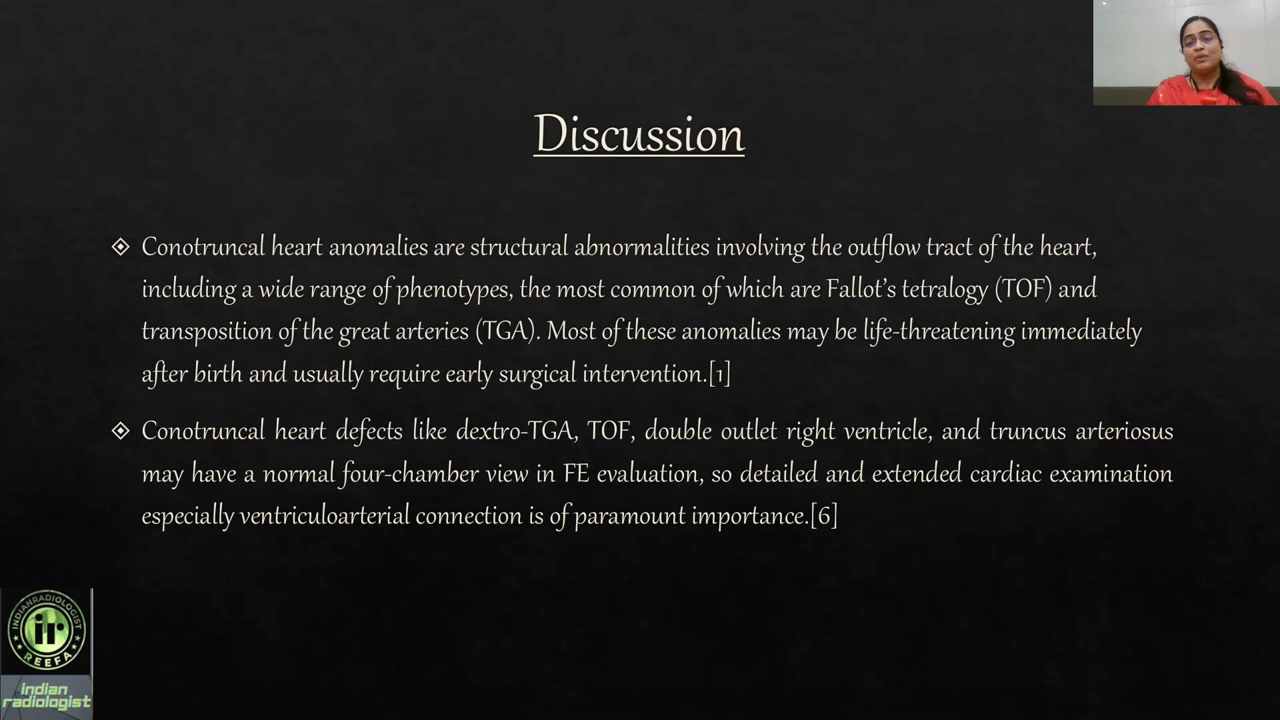 Discussion
Conotruncal heart anomalies are structural abnormalities involving the outflow tract of the heart,
including a wide range of phenotypes, the most common of which are Fallot's tetralogy (TOF) and
transposition of the great arteries (TGA). Most of these anomalies may be life-threatening immediately
after birth and usually require early surgical intervention.[1]
Conotruncal heart defects like dextro-TGA, TOF, double outlet right ventricle, and truncus arteriosus
may have a normal four-chamber view in FE evaluation, so detailed and extended cardiac examination
especially ventriculoarterial connection is of paramount importance.[6]
INDIANRADIOLOGIST
ir
REEFA
indian
radiologist